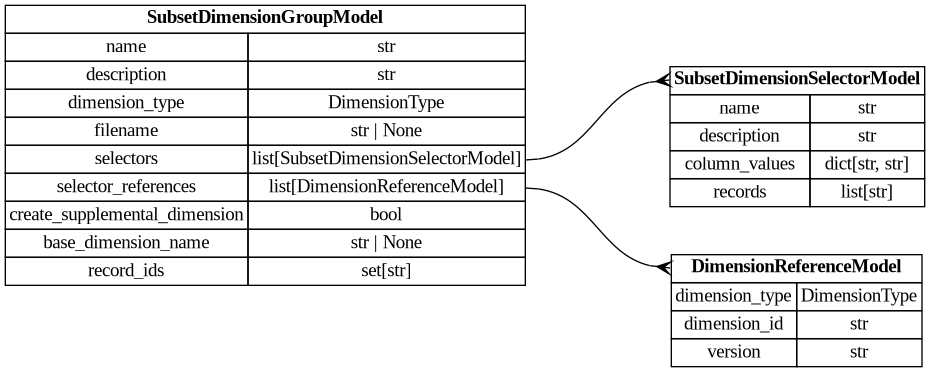 SubsetDimensionGroupModel
name str
description str
dimension_type DimensionType
filename str | None
selectors list[SubsetDimensionSelectorModel]
selector_references list[DimensionReferenceModel]
create_supplemental_dimension bool
base_dimension_name str | None
record_ids set[str]
SubsetDimensionSelectorModel
name str
description str
column_values dict[str, str]
records list[str]
DimensionReferenceModel
dimension_type DimensionType
dimension_id str
version str